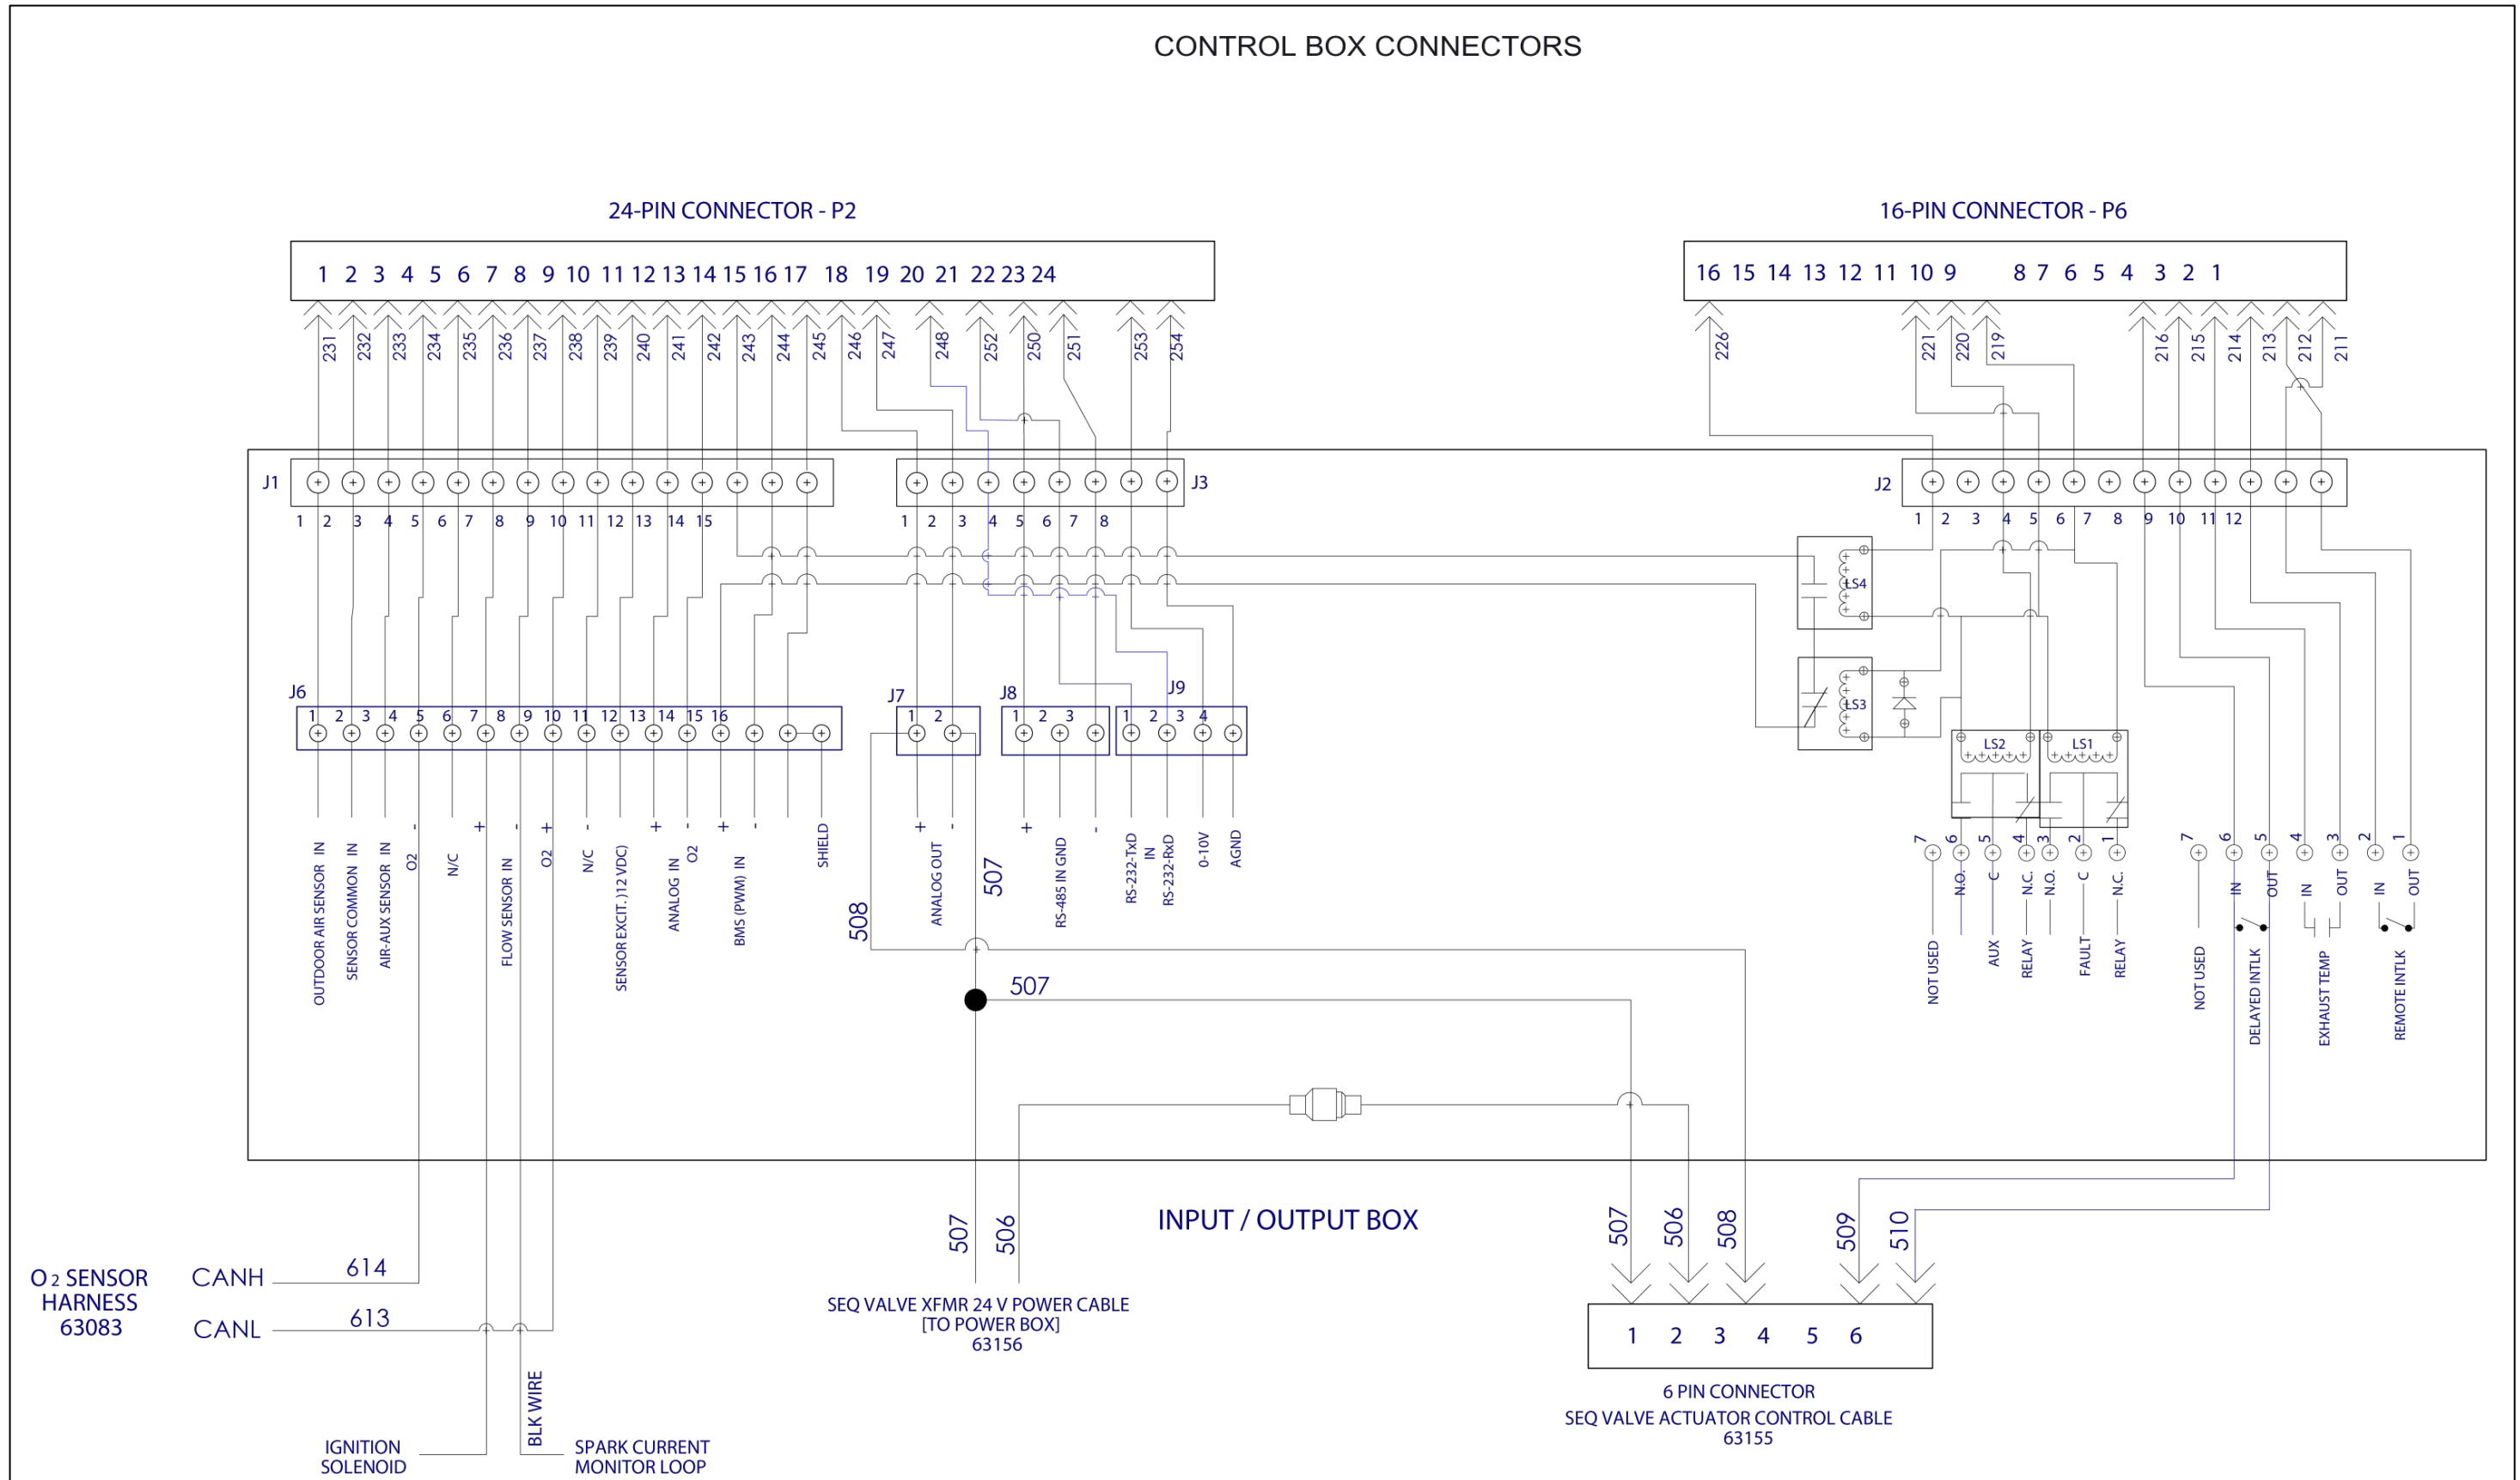 CONTROL BOX CONNECTORS
24-PIN CONNECTOR - P2
16-PIN CONNECTOR - P6
1 2 3 4 5 6 7 8 9 10 11 12 13 14 15 16 17 18 19 20 21 22 23 24
16 15 14 13 12 11 10 9 8 7 6 5 4 3 2 1
231 232 233 234 235 236 237 238 239 240 241 242 243 244 245 246 247 248 252 250 251 253 254
226 221 220 219 216 215 214 213 212 211
J1
J3
J2
1 2 3 4 5 6 7 8 9 10 11 12 13 14 15
1 2 3 4 5 6 7 8
1 2 3 4 5 6 7 8 9 10 11 12
LS4
LS3
LS2
LS1
J6
J7
J8
J9
1 2 3 4 5 6 7 8 9 10 11 12 13 14 15 16
1 2
1 2 3
1 2 3 4
OUTDOOR AIR SENSOR IN
SENSOR COMMON IN
AIR-AUX SENSOR IN
O2 -
N/C
+
FLOW SENSOR IN
-
O2 +
N/C -
SENSOR EXCIT. )12 VDC)
+
ANALOG IN
-
O2
+
BMS (PWM) IN
-
SHIELD
+
ANALOG OUT
-
507
508
+
RS-485 IN GND
-
RS-232-TxD
IN
RS-232-RxD
0-10V
AGND
7 6 5 4 3 2 1
N.O. C N.C. N.O. C N.C.
NOT USED
AUX
RELAY
FAULT
RELAY
7 6 5 4 3 2 1
IN OUT IN OUT IN OUT
NOT USED
DELAYED INTLK
EXHAUST TEMP
REMOTE INTLK
507
507
506
INPUT / OUTPUT BOX
507
506
508
509
510
O2 SENSOR
HARNESS
63083
CANH
614
CANL
613
SEQ VALVE XFMR 24 V POWER CABLE
[TO POWER BOX]
63156
1 2 3 4 5 6
6 PIN CONNECTOR
SEQ VALVE ACTUATOR CONTROL CABLE
63155
BLK WIRE
IGNITION
SOLENOID
SPARK CURRENT
MONITOR LOOP